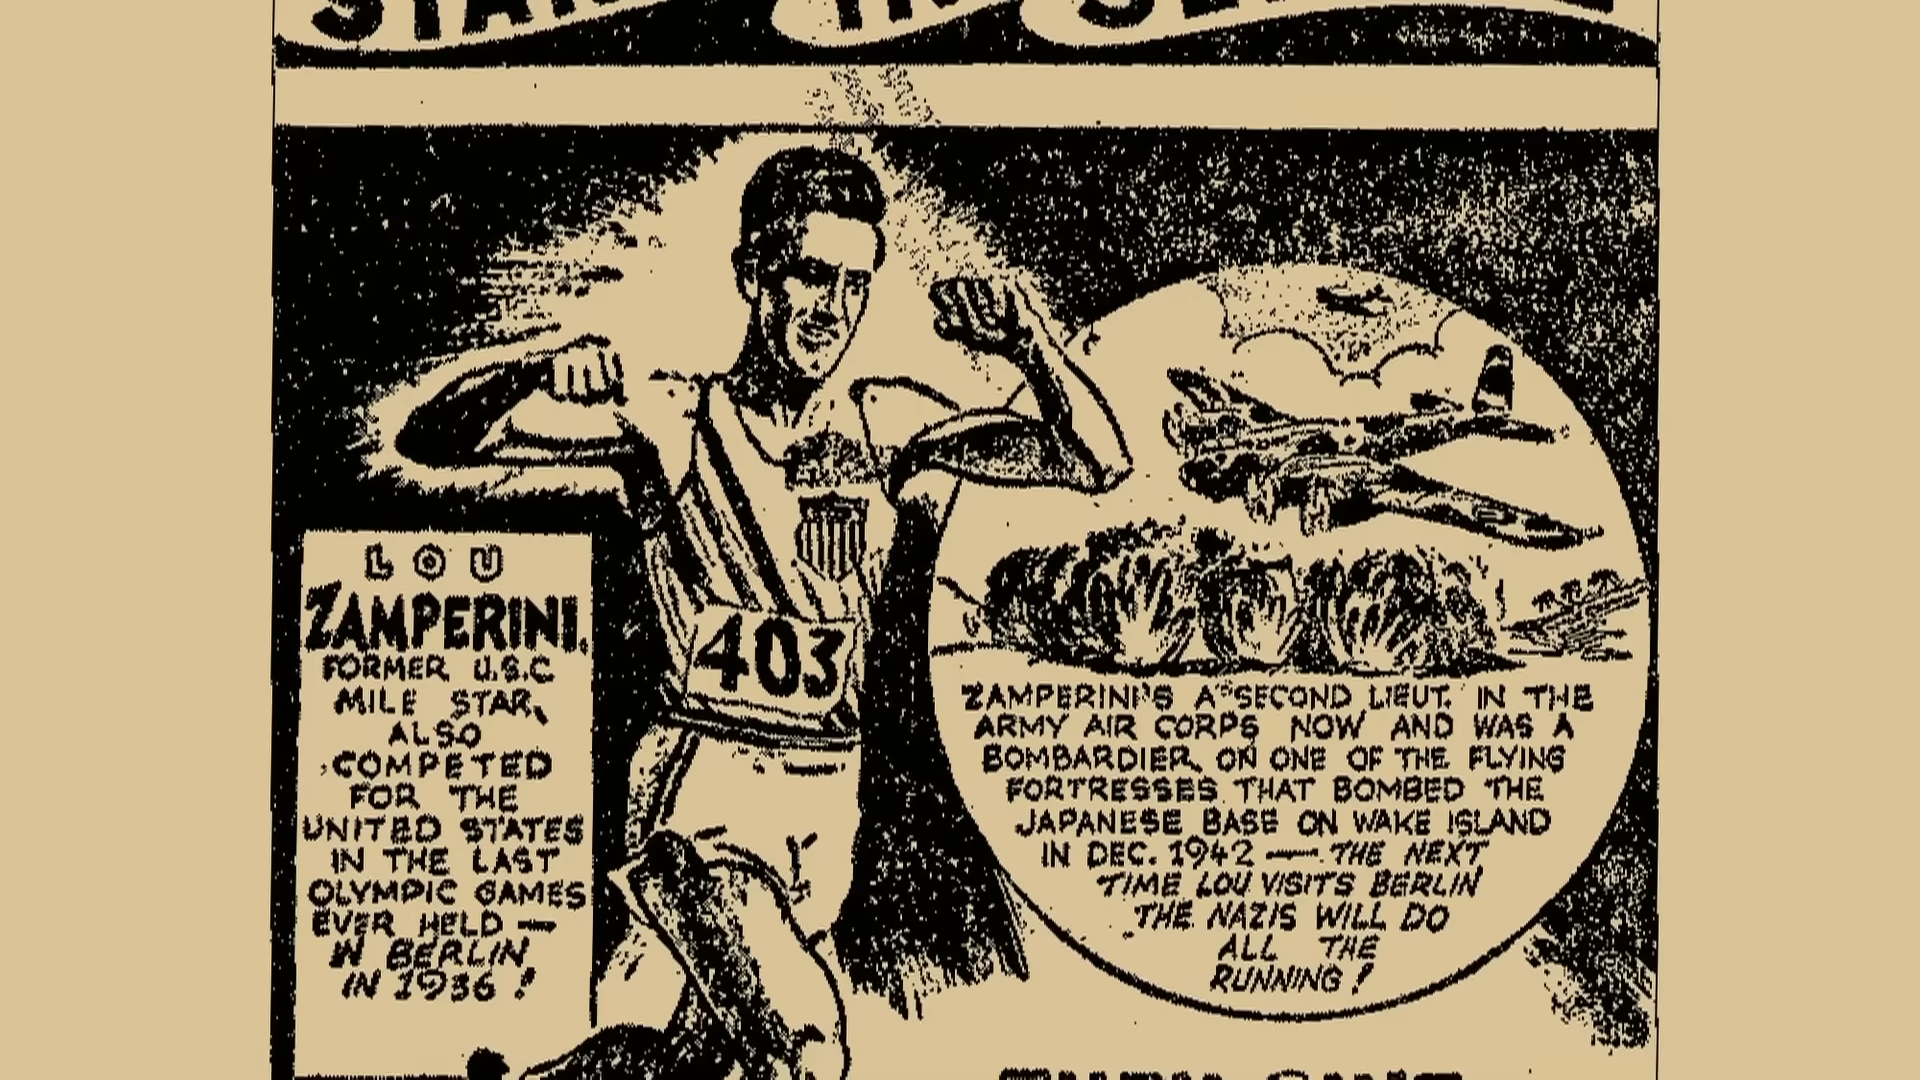 IN
LOU
ZAMPERINI,
FORMER U.S.C
MILE STAR,
ALSO
COMPETED
FOR THE
UNITED STATES
IN THE LAST
OLYMPIC GAMES
EVER HELD —
IN BERLIN
IN 1936!
403
ZAMPERINI'S A SECOND LIEUT. IN THE
ARMY AIR CORPS NOW AND WAS A
BOMBARDIER ON ONE OF THE FLYING
FORTRESSES THAT BOMBED THE
JAPANESE BASE ON WAKE ISLAND
IN DEC. 1942 — THE NEXT
TIME LOU VISITS BERLIN
THE NAZIS WILL DO
ALL THE
RUNNING!